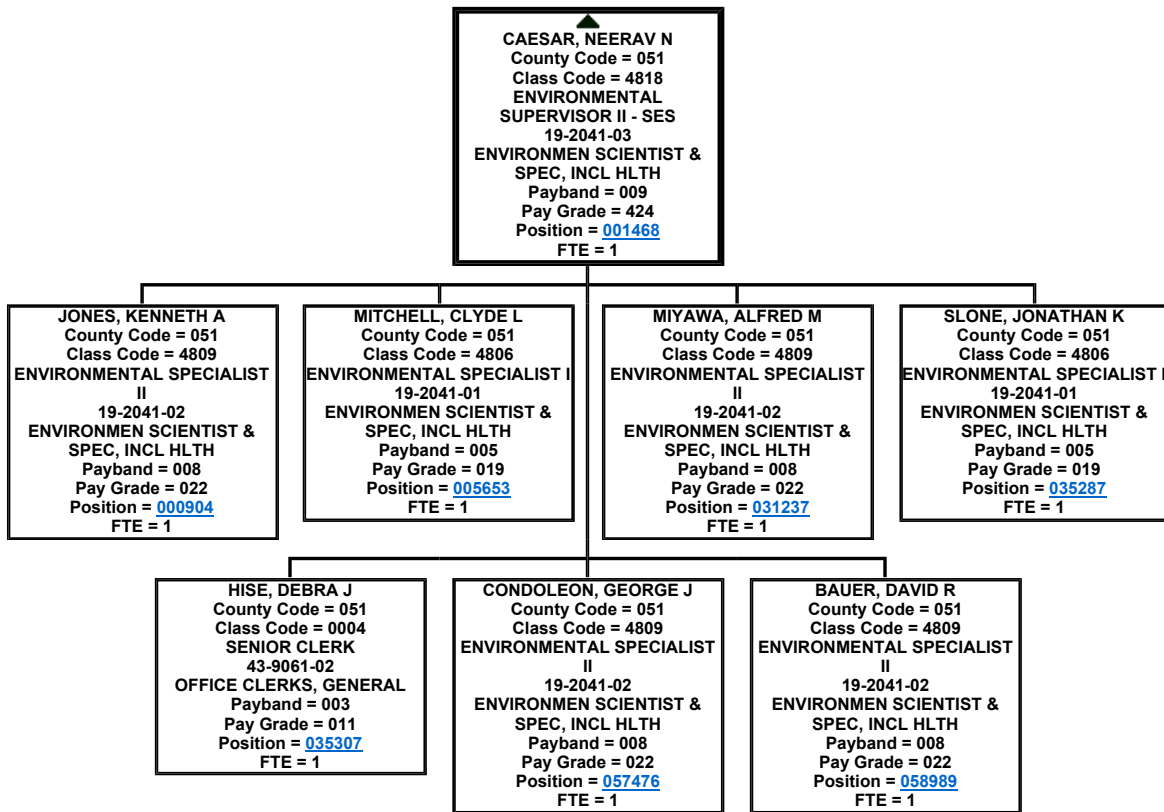 CAESAR, NEERAV N
County Code = 051
Class Code = 4818
ENVIRONMENTAL
SUPERVISOR II - SES
19-2041-03
ENVIRONMEN SCIENTIST &
SPEC, INCL HLTH
Payband = 009
Pay Grade = 424
Position = 001468
FTE = 1
JONES, KENNETH A
County Code = 051
Class Code = 4809
ENVIRONMENTAL SPECIALIST
II
19-2041-02
ENVIRONMEN SCIENTIST &
SPEC, INCL HLTH
Payband = 008
Pay Grade = 022
Position = 000904
FTE = 1
MITCHELL, CLYDE L
County Code = 051
Class Code = 4806
ENVIRONMENTAL SPECIALIST I
19-2041-01
ENVIRONMEN SCIENTIST &
SPEC, INCL HLTH
Payband = 005
Pay Grade = 019
Position = 005653
FTE = 1
MIYAWA, ALFRED M
County Code = 051
Class Code = 4809
ENVIRONMENTAL SPECIALIST
II
19-2041-02
ENVIRONMEN SCIENTIST &
SPEC, INCL HLTH
Payband = 008
Pay Grade = 022
Position = 031237
FTE = 1
SLONE, JONATHAN K
County Code = 051
Class Code = 4806
ENVIRONMENTAL SPECIALIST I
19-2041-01
ENVIRONMEN SCIENTIST &
SPEC, INCL HLTH
Payband = 005
Pay Grade = 019
Position = 035287
FTE = 1
HISE, DEBRA J
County Code = 051
Class Code = 0004
SENIOR CLERK
43-9061-02
OFFICE CLERKS, GENERAL
Payband = 003
Pay Grade = 011
Position = 035307
FTE = 1
CONDOLEON, GEORGE J
County Code = 051
Class Code = 4809
ENVIRONMENTAL SPECIALIST
II
19-2041-02
ENVIRONMEN SCIENTIST &
SPEC, INCL HLTH
Payband = 008
Pay Grade = 022
Position = 057476
FTE = 1
BAUER, DAVID R
County Code = 051
Class Code = 4809
ENVIRONMENTAL SPECIALIST
II
19-2041-02
ENVIRONMEN SCIENTIST &
SPEC, INCL HLTH
Payband = 008
Pay Grade = 022
Position = 058989
FTE = 1